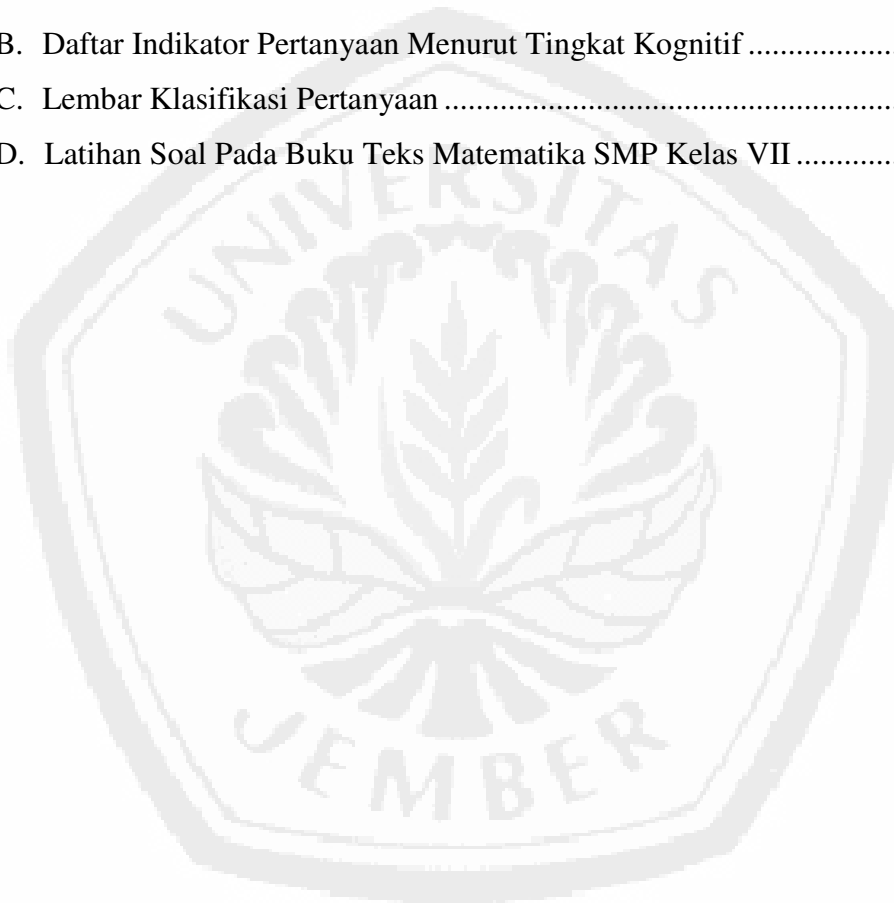 B. Daftar Indikator Pertanyaan Menurut Tingkat Kognitif ..................
C. Lembar Klasifikasi Pertanyaan .........................................................
D. Latihan Soal Pada Buku Teks Matematika SMP Kelas VII ............
UNIVERSITAS
JEMBER